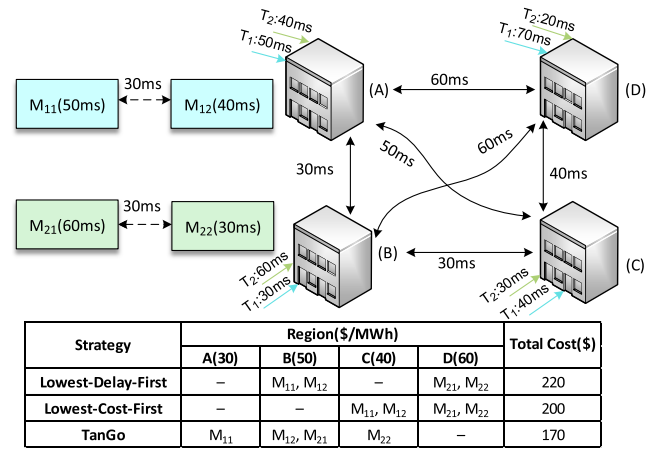 T2:40ms
T1:50ms
T2:20ms
T1:70ms
30ms
M11(50ms)
M12(40ms)
(A)
60ms
(D)
30ms
50ms
60ms
40ms
30ms
M21(60ms)
M22(30ms)
(B)
30ms
(C)
T2:60ms
T1:30ms
T2:30ms
T1:40ms
Strategy Region($/MWh) Total Cost($)
A(30) B(50) C(40) D(60)
Lowest-Delay-First – M11, M12 – M21, M22 220
Lowest-Cost-First – – M11, M12 M21, M22 200
TanGo M11 M12, M21 M22 – 170